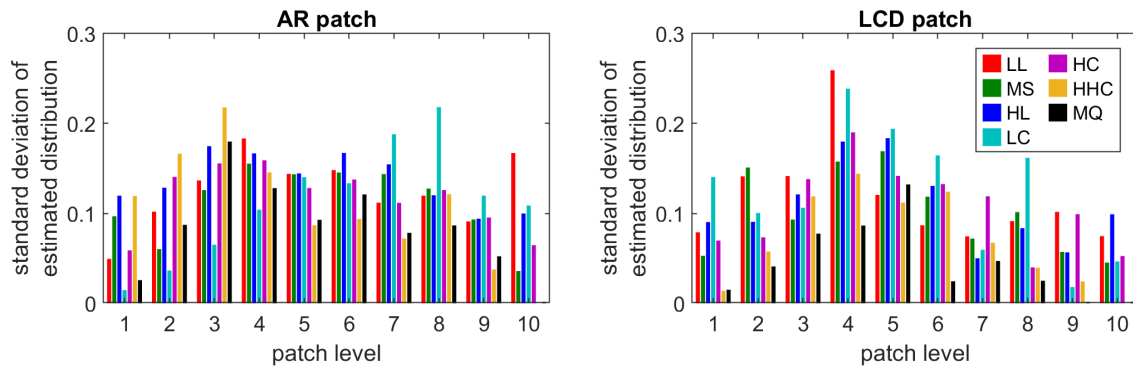 AR patch
standard deviation of
estimated distribution
0.3
0.2
0.1
0
1 2 3 4 5 6 7 8 9 10
patch level
LCD patch
standard deviation of
estimated distribution
0.3
0.2
0.1
0
1 2 3 4 5 6 7 8 9 10
patch level
LL HC
MS HHC
HL MQ
LC